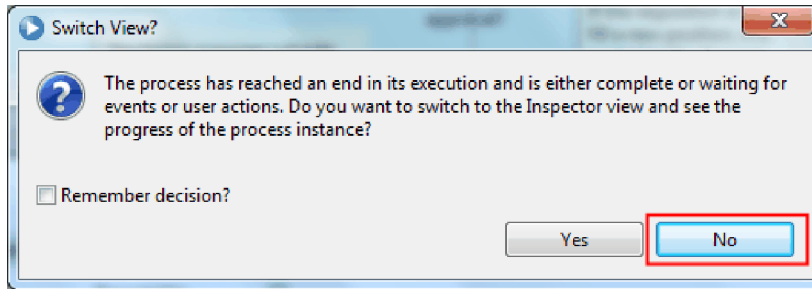 Switch View?
The process has reached an end in its execution and is either complete or waiting for
events or user actions. Do you want to switch to the Inspector view and see the
progress of the process instance?
Remember decision?
Yes
No